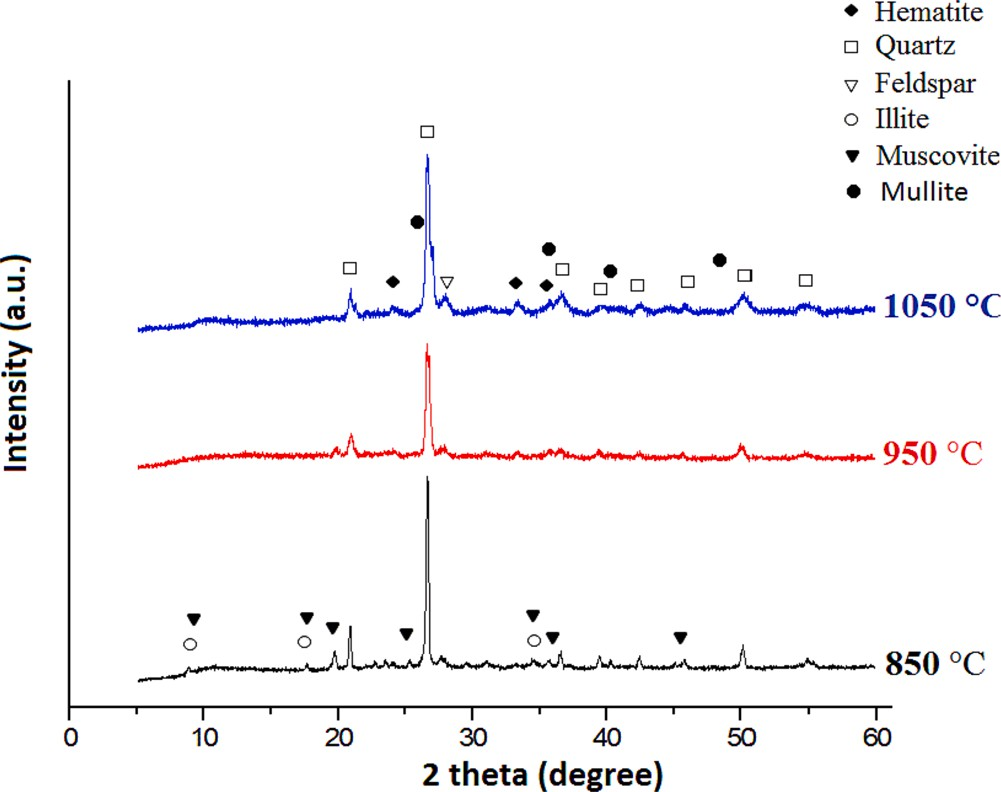 Hematite
Quartz
Feldspar
Illite
Muscovite
Mullite
Intensity (a.u.)
1050 °C
950 °C
850 °C
0 10 20 30 40 50 60
2 theta (degree)